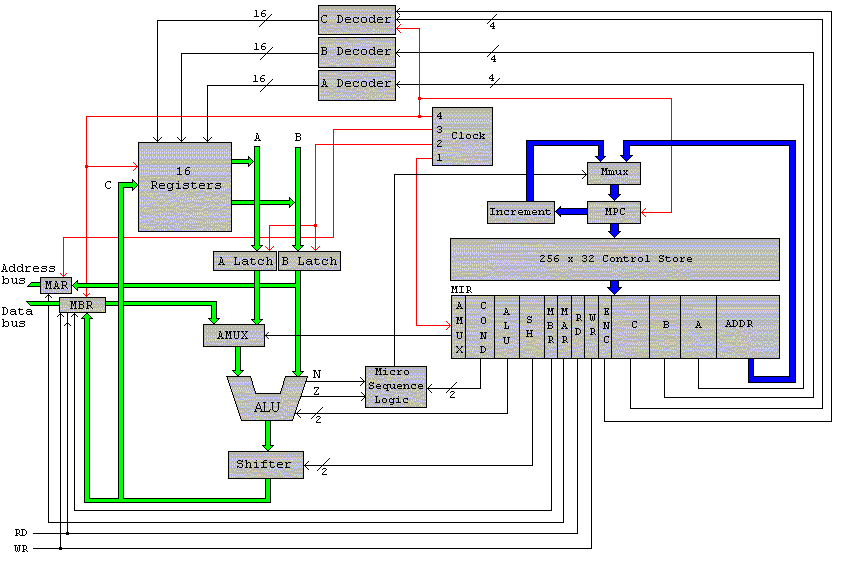 16
C Decoder
4
16
B Decoder
4
16
A Decoder
4
4
3
Clock
2
1
A
B
16
Registers
C
Mmux
Increment
MPC
A Latch
B Latch
256 x 32 Control Store
Address
bus
MAR
MIR
Data
bus
MBR
AMUX
COND
ALU
SH
MBR
MAR
RD
WR
ENC
C
B
A
ADDR
AMUX
N
Z
Micro
Sequence
Logic
2
ALU
2
Shifter
2
RD
WR